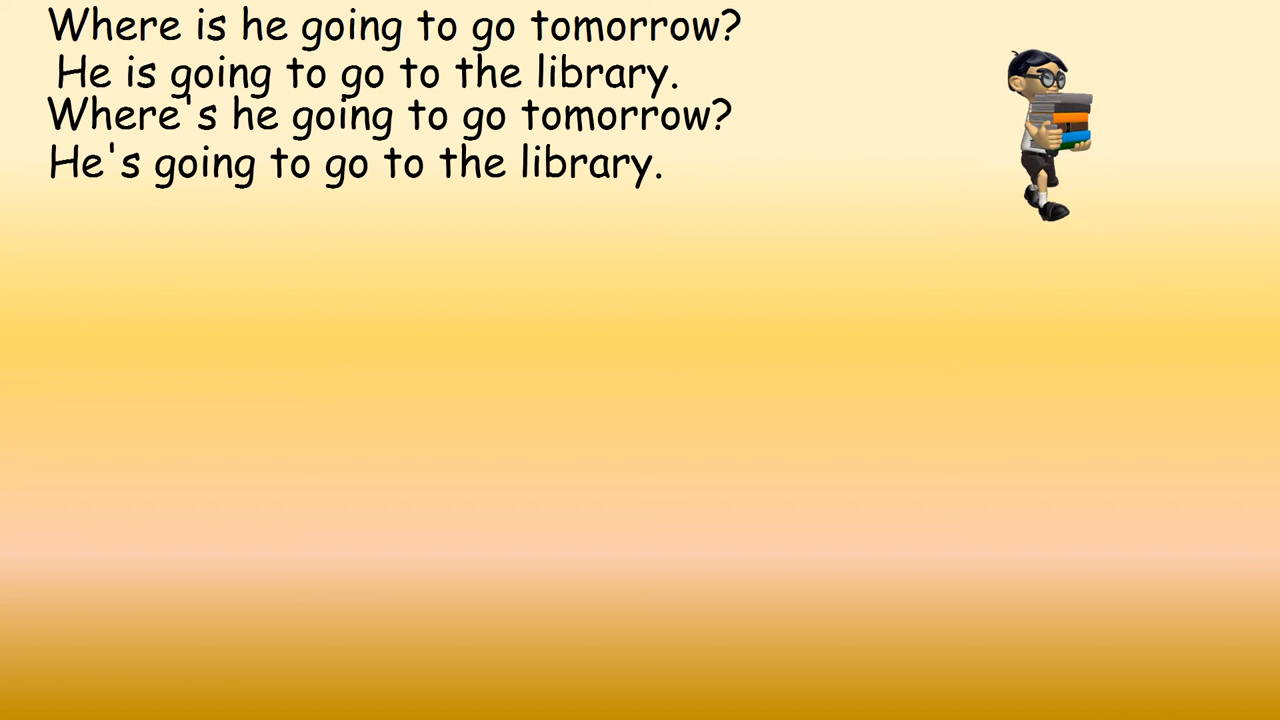 Where is he going to go tomorrow?
He is going to go to the library.
Where's he going to go tomorrow?
He's going to go to the library.